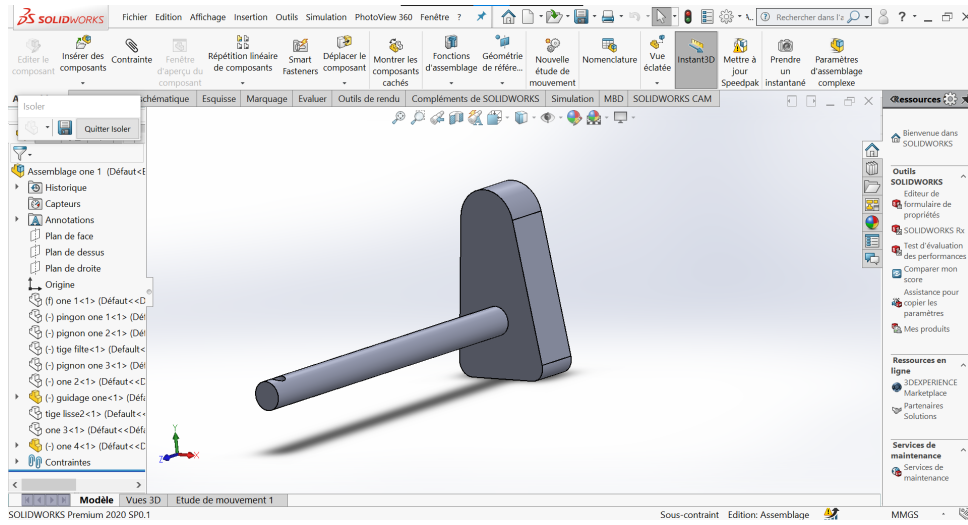 SOLIDWORKS
Fichier Edition Affichage Insertion Outils Simulation PhotoView 360 Fenêtre ?
Rechercher dans l'a
Editer le composant
Insérer des composants
Contrainte
Fenêtre d'aperçu du composant
Répétition linéaire de composants
Smart Fasteners
Déplacer le composant
Montrer les composants cachés
Fonctions d'assemblage
Géométrie de référe...
Nouvelle étude de mouvement
Nomenclature
Vue éclatée
Instant3D
Mettre à jour Speedpak
Prendre un instantané
Paramètres d'assemblage complexe
A
chématique Esquisse Marquage Evaluer Outils de rendu Compléments de SOLIDWORKS Simulation MBD SOLIDWORKS CAM
Isoler
Quitter Isoler
Assemblage one 1 (Défaut<E
Historique
Capteurs
Annotations
Plan de face
Plan de dessus
Plan de droite
Origine
(f) one 1<1> (Défaut<<D
(-) pingon one 1<1> (Déf
(-) pignon one 2<1> (Déf
(-) tige filte<1> (Default<
(-) pignon one 3<1> (Déf
(-) one 2<1> (Défaut<<D
(-) guidage one<1> (Défa
tige lisse2<1> (Default<<
one 3<1> (Défaut<<Défa
(-) one 4<1> (Défaut<<D
Contraintes
Y
Z
X
Ressources
Bienvenue dans
SOLIDWORKS
Outils
SOLIDWORKS
Editeur de
formulaire de
propriétés
SOLIDWORKS Rx
Test d'évaluation
des performances
Comparer mon
score
Assistance pour
copier les
paramètres
Mes produits
Ressources en
ligne
3DEXPERIENCE
Marketplace
Partenaires
Solutions
Services de
maintenance
Services de
maintenance
Modèle Vues 3D Etude de mouvement 1
SOLIDWORKS Premium 2020 SP0.1
Sous-contraint Edition: Assemblage MMGS